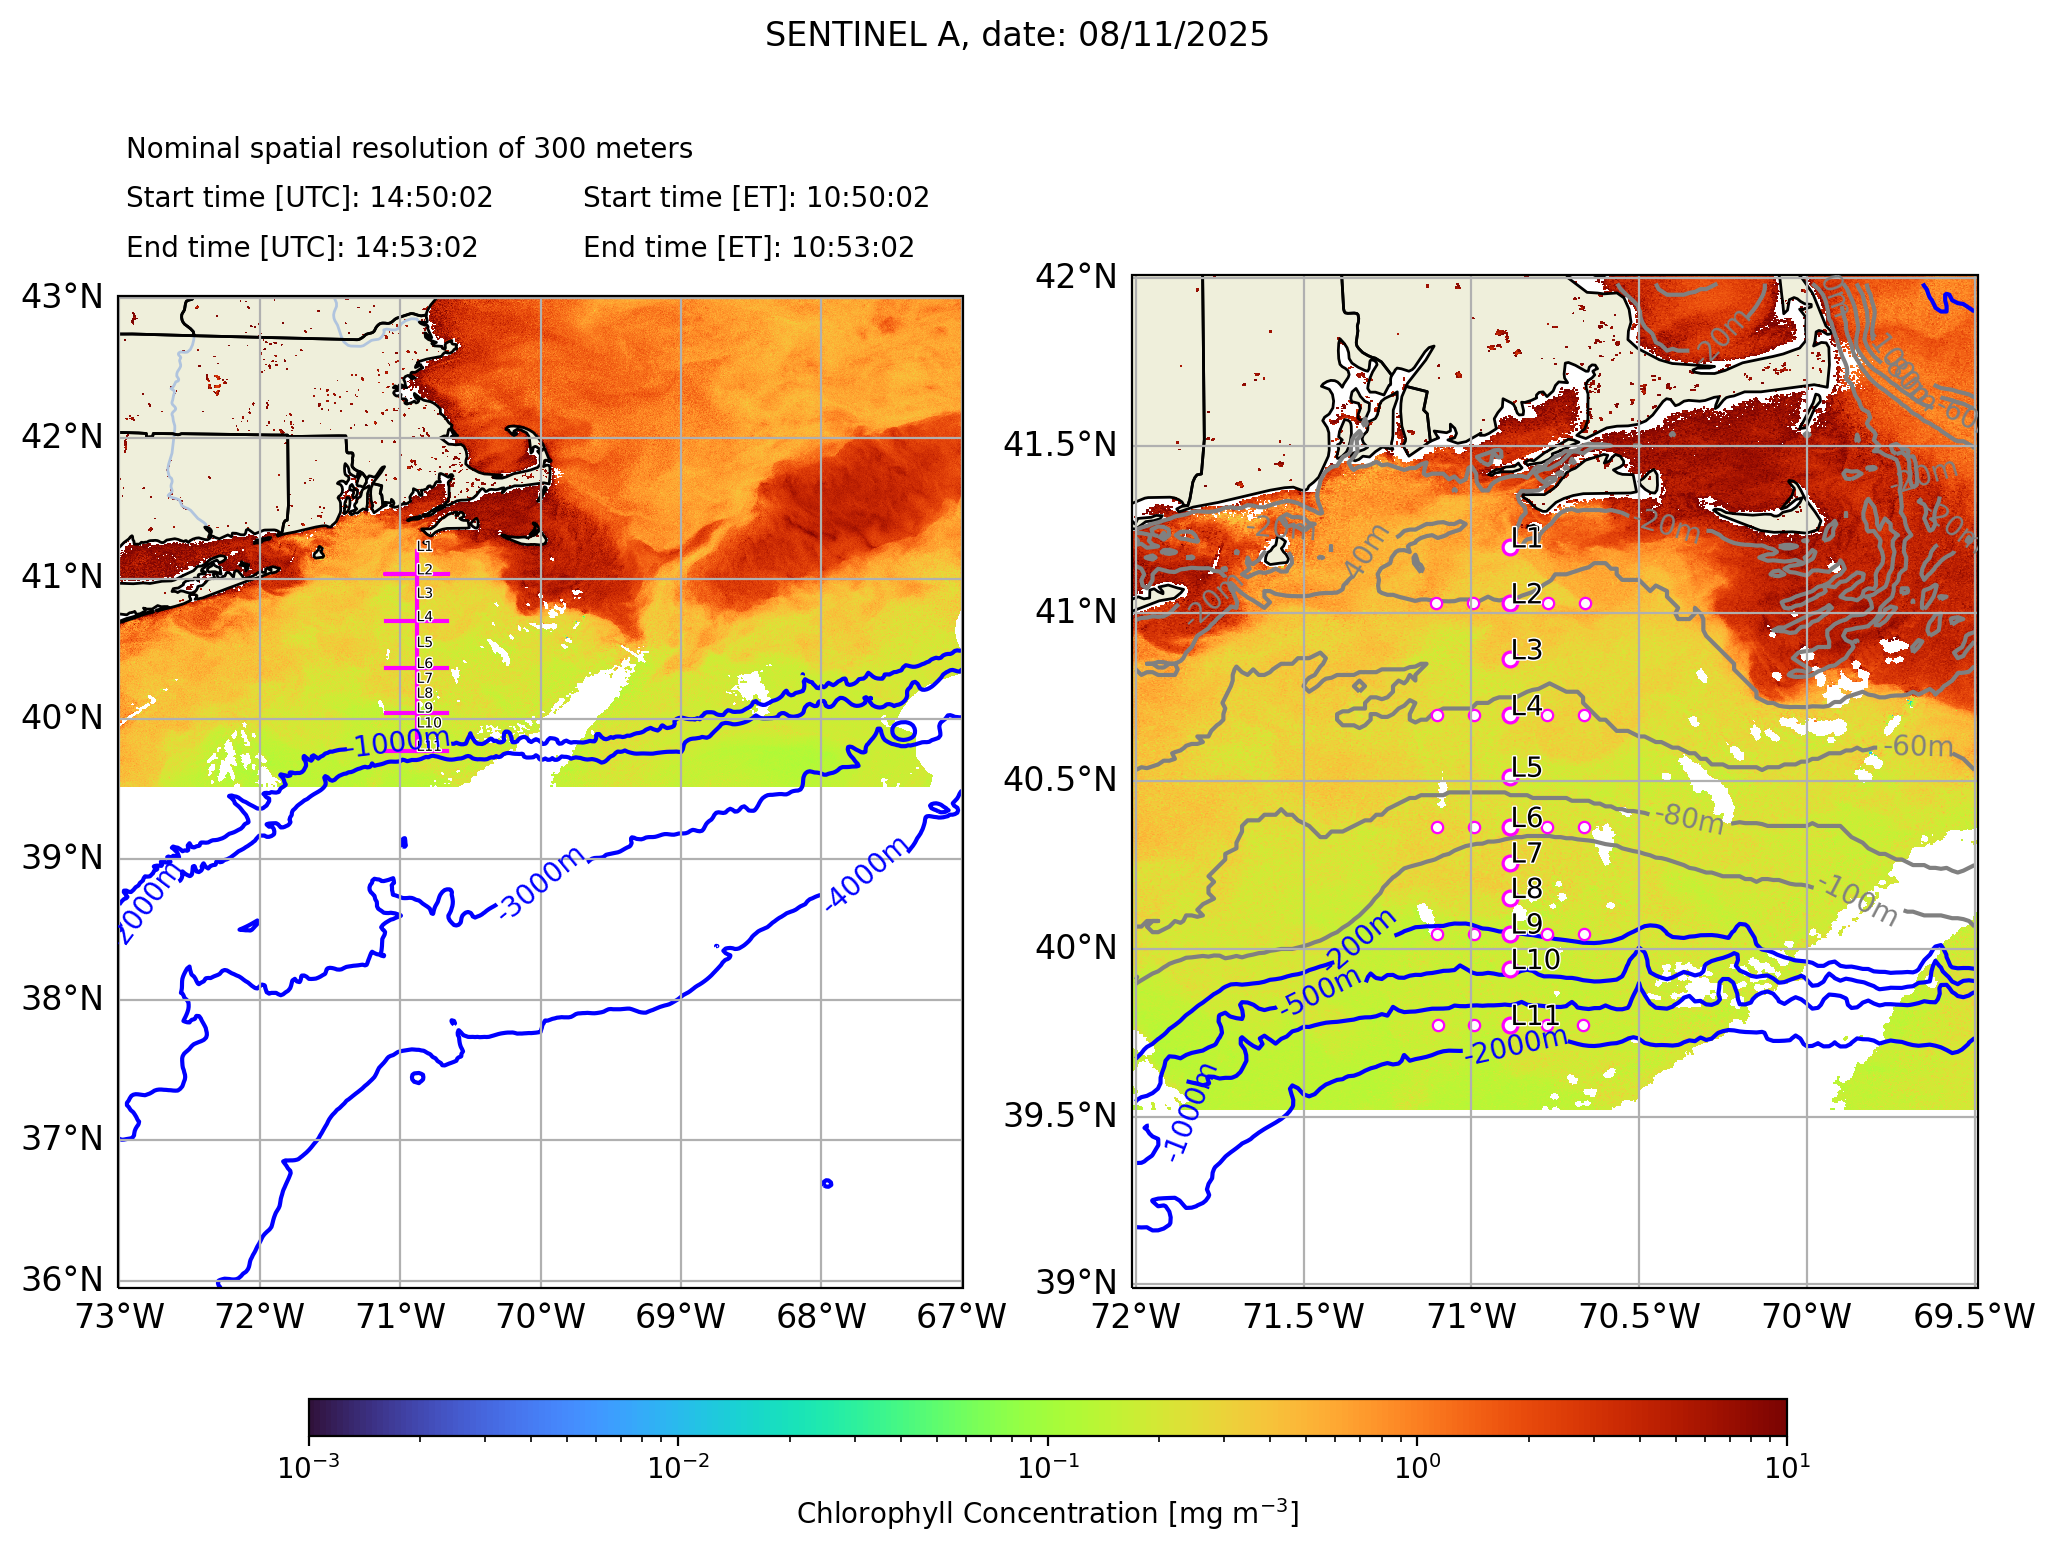 SENTINEL A, date: 08/11/2025
Nominal spatial resolution of 300 meters
Start time [UTC]: 14:50:02 Start time [ET]: 10:50:02
End time [UTC]: 14:53:02 End time [ET]: 10:53:02
43°N
42°N
41°N
40°N
39°N
38°N
37°N
36°N
73°W 72°W 71°W 70°W 69°W 68°W 67°W
L1
L2
L3
L4
L5
L6
L7
L8
L9
L10
L11
-1000m
-2000m
-3000m
-4000m
42°N
41.5°N
41°N
40.5°N
40°N
39.5°N
39°N
72°W 71.5°W 71°W 70.5°W 70°W 69.5°W
-20m
-20m
-20m
-20m
40m
-60m
-80m
-100m
-200m
-500m
-1000m
-2000m
L1
L2
L3
L4
L5
L6
L7
L8
L9
L10
L11
10⁻³ 10⁻² 10⁻¹ 10⁰ 10¹
Chlorophyll Concentration [mg m⁻³]